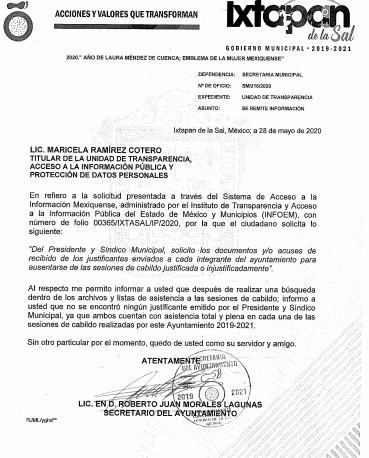 ACCIONES Y VALORES QUE TRANSFORMAN
Ixtapan
de la Sal
GOBIERNO MUNICIPAL - 2019-2021
2020," AÑO DE LAURA MÉNDEZ DE CUENCA; EMBLEMA DE LA MUJER MEXIQUENSE"
DEPENDENCIA: SECRETARIA MUNICIPAL
Nº DE OFICIO: SM/216/2020
EXPEDIENTE: UNIDAD DE TRANSPARENCIA
ASUNTO: SE REMITE INFORMACIÓN
Ixtapan de la Sal, México; a 28 de mayo de 2020
LIC. MARICELA RAMÍREZ COTERO
TITULAR DE LA UNIDAD DE TRANSPARENCIA,
ACCESO A LA INFORMACIÓN PÚBLICA Y
PROTECCIÓN DE DATOS PERSONALES
En refiero a la solicitud presentada a través del Sistema de Acceso a la
Información Mexiquense, administrado por el Instituto de Transparencia y Acceso
a la Información Pública del Estado de México y Municipios (INFOEM), con
número de folio 00365/IXTASAL/IP/2020, por la que el ciudadano solicita lo
siguiente:
"Del Presidente y Síndico Municipal, solicito los documentos y/o acuses de
recibido de los justificantes enviados a cada integrante del ayuntamiento para
ausentarse de las sesiones de cabildo justificada o injustificadamente".
Al respecto me permito informar a usted que después de realizar una búsqueda
dentro de los archivos y listas de asistencia a las sesiones de cabildo; informo a
usted que no se encontró ningún justificante emitido por el Presidente y Síndico
Municipal, ya que ambos cuentan con asistencia total y plena en cada una de las
sesiones de cabildo realizadas por este Ayuntamiento 2019-2021.
Sin otro particular por el momento, quedo de usted como su servidor y amigo.
ATENTAMENTE
SECRETARIA
DEL AYUNTAMIENTO
2019 2021
LIC. EN D. ROBERTO JUAN MORALES LAGUNAS
SECRETARIO DEL AYUNTAMIENTO
RJML/yghd**